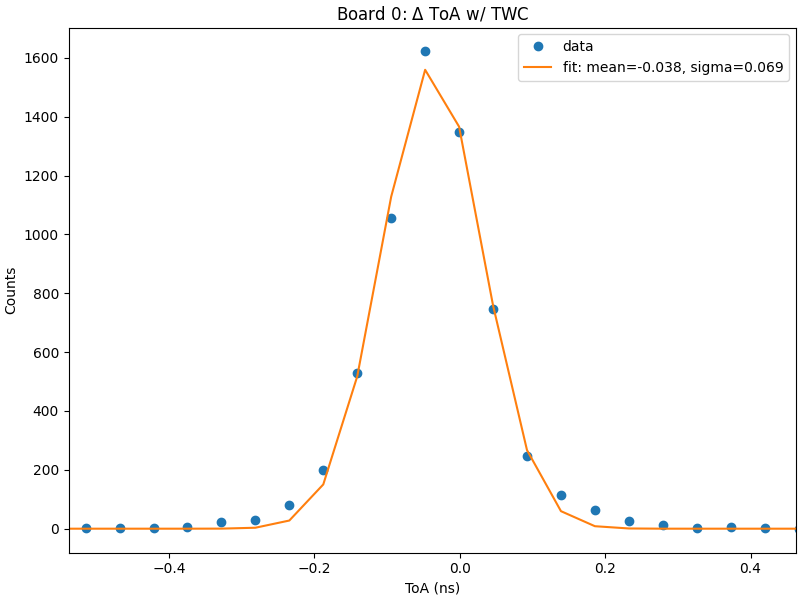 Board 0: Δ ToA w/ TWC
data
fit: mean=-0.038, sigma=0.069
Counts
1600
1400
1200
1000
800
600
400
200
0
−0.4
−0.2
0.0
0.2
0.4
ToA (ns)